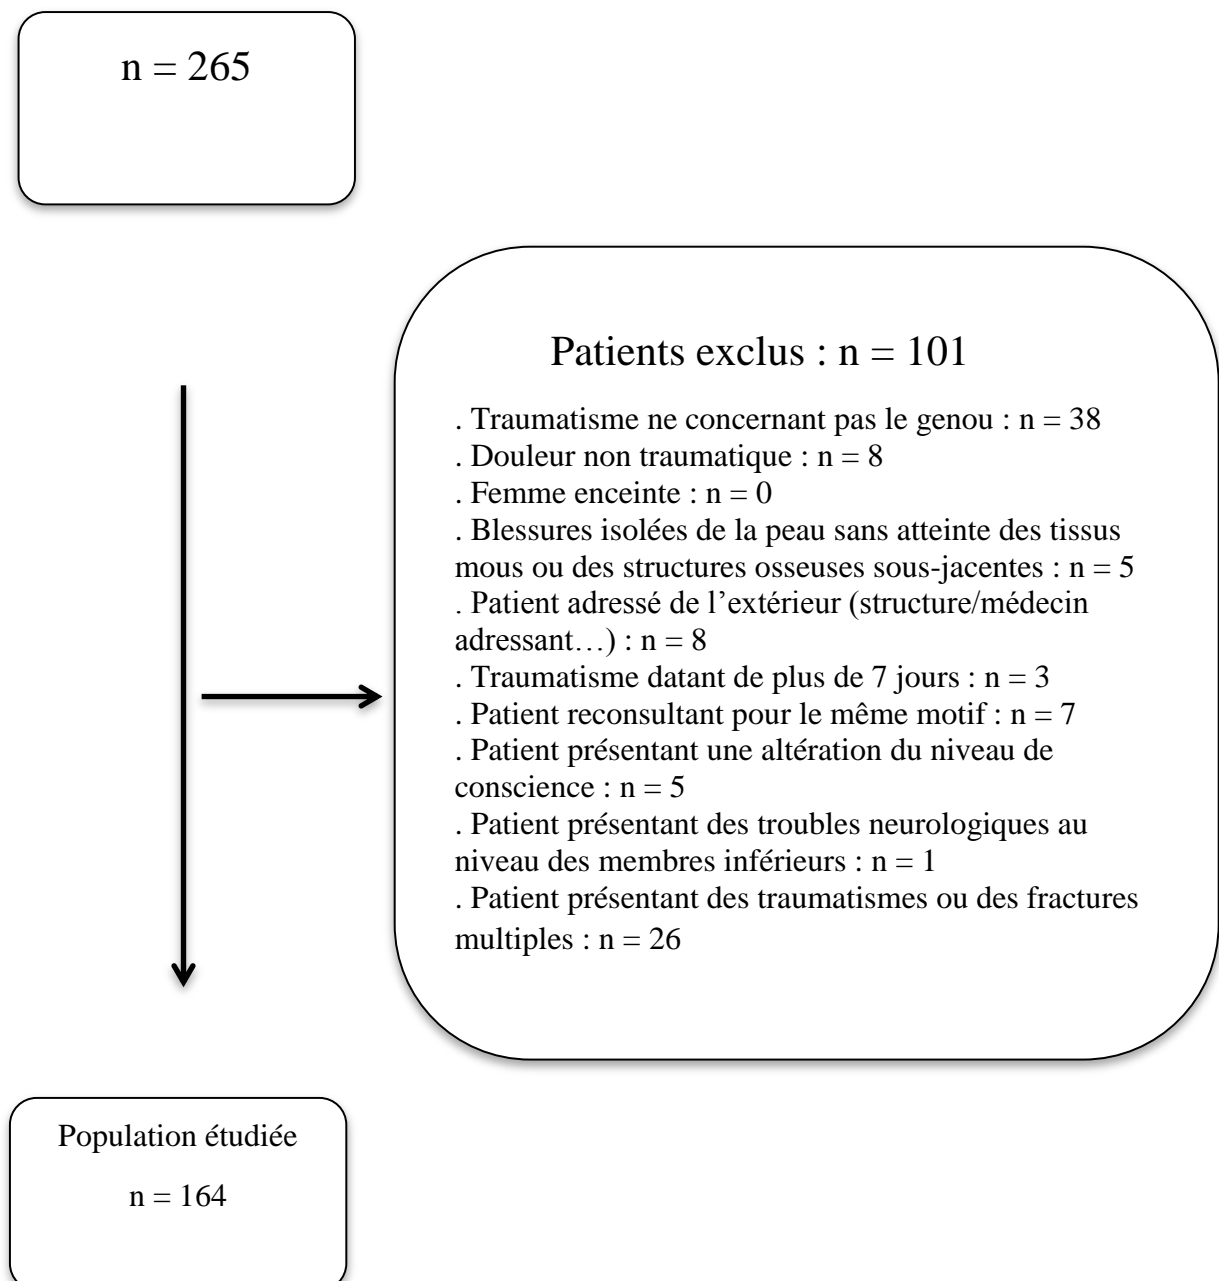 n = 265
Patients exclus : n = 101
. Traumatisme ne concernant pas le genou : n = 38
. Douleur non traumatique : n = 8
. Femme enceinte : n = 0
. Blessures isolées de la peau sans atteinte des tissus
mous ou des structures osseuses sous-jacentes : n = 5
. Patient adressé de l’extérieur (structure/médecin
adressant…) : n = 8
. Traumatisme datant de plus de 7 jours : n = 3
. Patient reconsultant pour le même motif : n = 7
. Patient présentant une altération du niveau de
conscience : n = 5
. Patient présentant des troubles neurologiques au
niveau des membres inférieurs : n = 1
. Patient présentant des traumatismes ou des fractures
multiples : n = 26
Population étudiée
n = 164